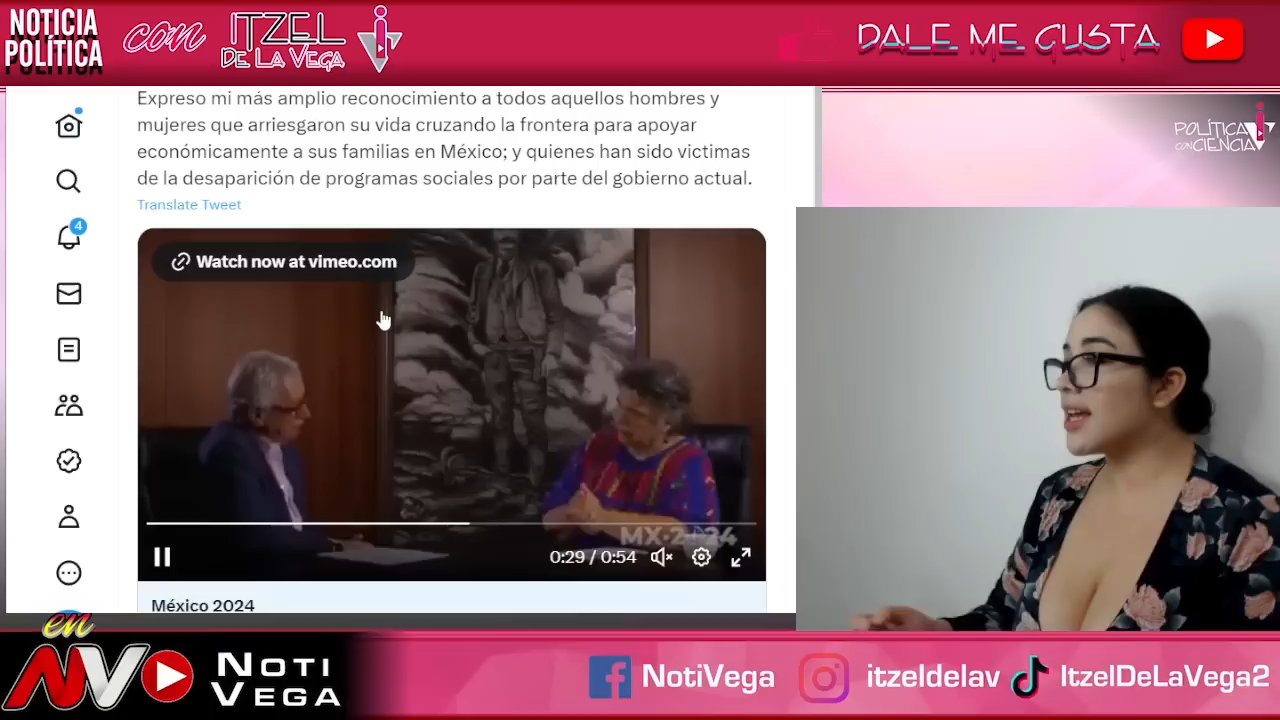 NOTICIA
POLÍTICA
con
ITZEL
DE LA VEGA
DALE ME GUSTA
POLÍTICA
CON CIENCIA
Expreso mi más amplio reconocimiento a todos aquellos hombres y
mujeres que arriesgaron su vida cruzando la frontera para apoyar
económicamente a sus familias en México; y quienes han sido victimas
de la desaparición de programas sociales por parte del gobierno actual.
Translate Tweet
4
Watch now at vimeo.com
MX·2024
0:29 / 0:54
México 2024
en
NV
NOTI
VEGA
NotiVega
itzeldelav
ItzelDeLaVega2